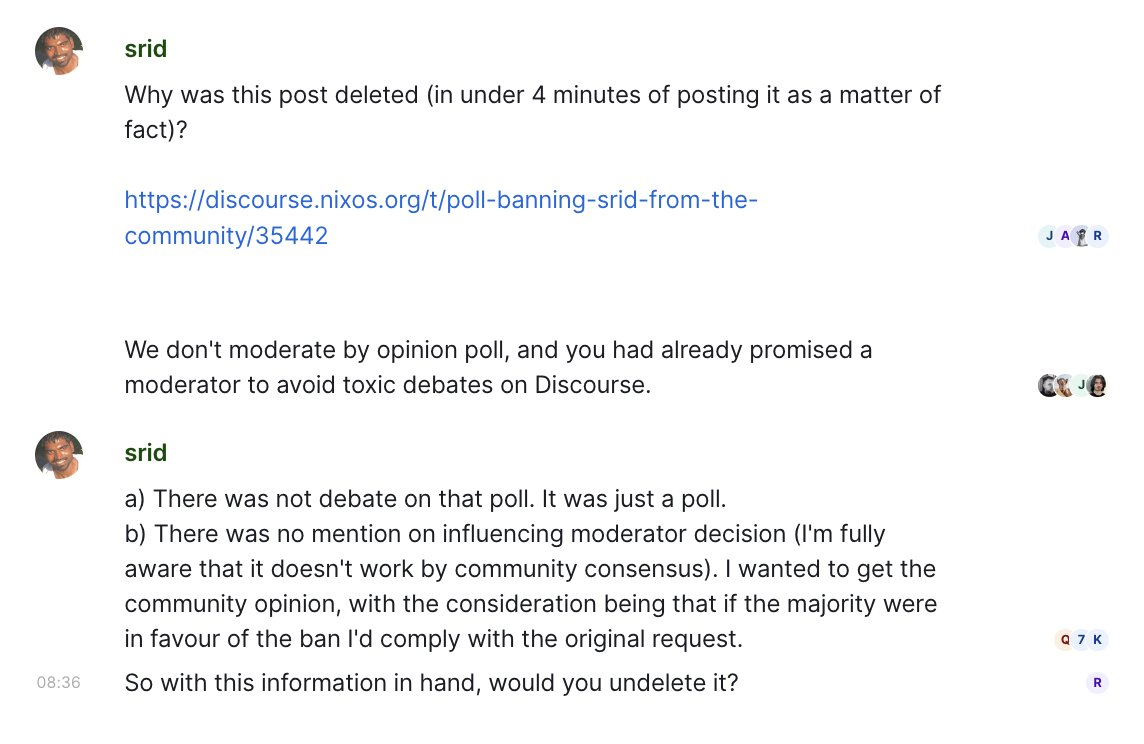 srid
Why was this post deleted (in under 4 minutes of posting it as a matter of
fact)?
https://discourse.nixos.org/t/poll-banning-srid-from-the-
community/35442
J A R
We don't moderate by opinion poll, and you had already promised a
moderator to avoid toxic debates on Discourse.
J
srid
a) There was not debate on that poll. It was just a poll.
b) There was no mention on influencing moderator decision (I'm fully
aware that it doesn't work by community consensus). I wanted to get the
community opinion, with the consideration being that if the majority were
in favour of the ban I'd comply with the original request.
Q 7 K
08:36 So with this information in hand, would you undelete it?
R